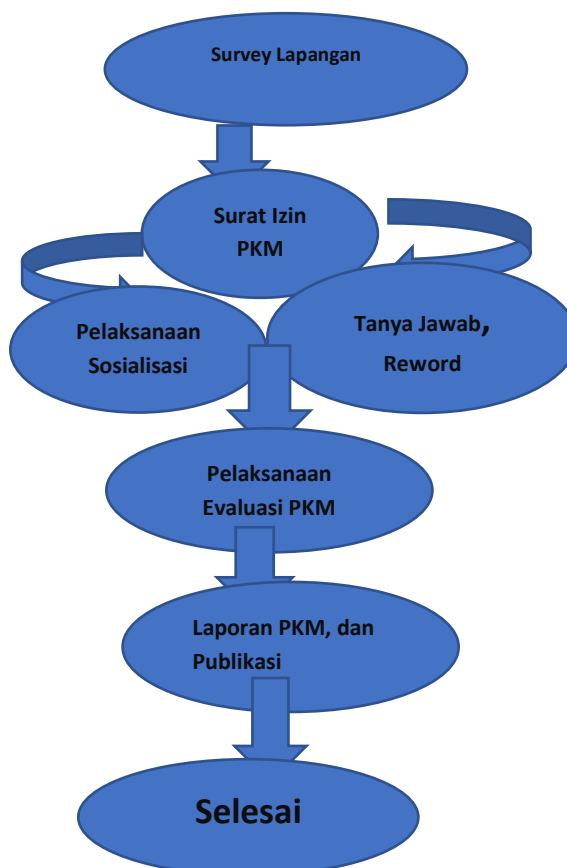 Survey Lapangan
Surat Izin
PKM
Pelaksanaan
Sosialisasi
Tanya Jawab,
Reword
Pelaksanaan
Evaluasi PKM
Laporan PKM, dan
Publikasi
Selesai